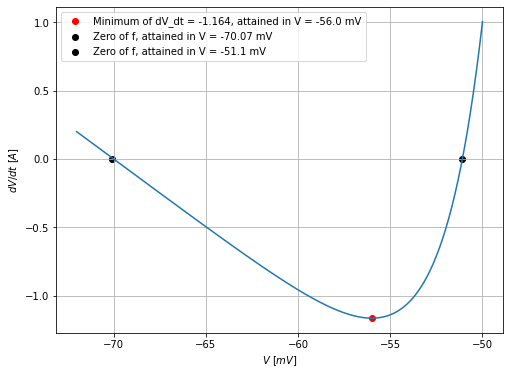 Minimum of dV_dt = -1.164, attained in V = -56.0 mV
Zero of f, attained in V = -70.07 mV
Zero of f, attained in V = -51.1 mV
1.0
0.5
0.0
−0.5
−1.0
dV/dt [A]
−70 −65 −60 −55 −50
V [mV]